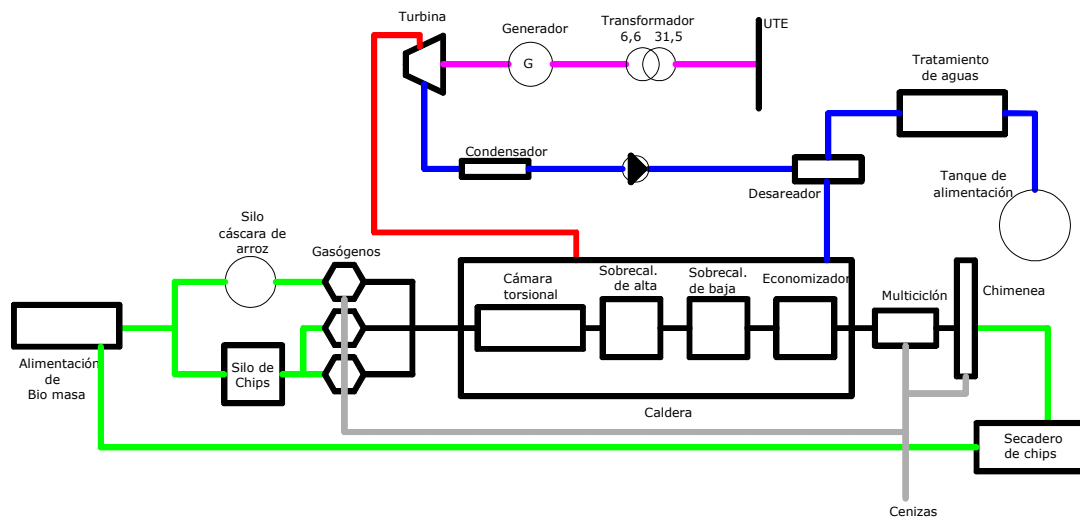 Turbina
Generador
Transformador
6,6 31,5
UTE
G
Tratamiento
de aguas
Condensador
Desareador
Tanque de
alimentación
Silo
cáscara de
arroz
Gasógenos
Cámara
torsional
Sobrecal.
de alta
Sobrecal.
de baja
Economizador
Multiciclón
Chimenea
Alimentación
de
Bio masa
Silo de
Chips
Caldera
Secadero
de chips
Cenizas